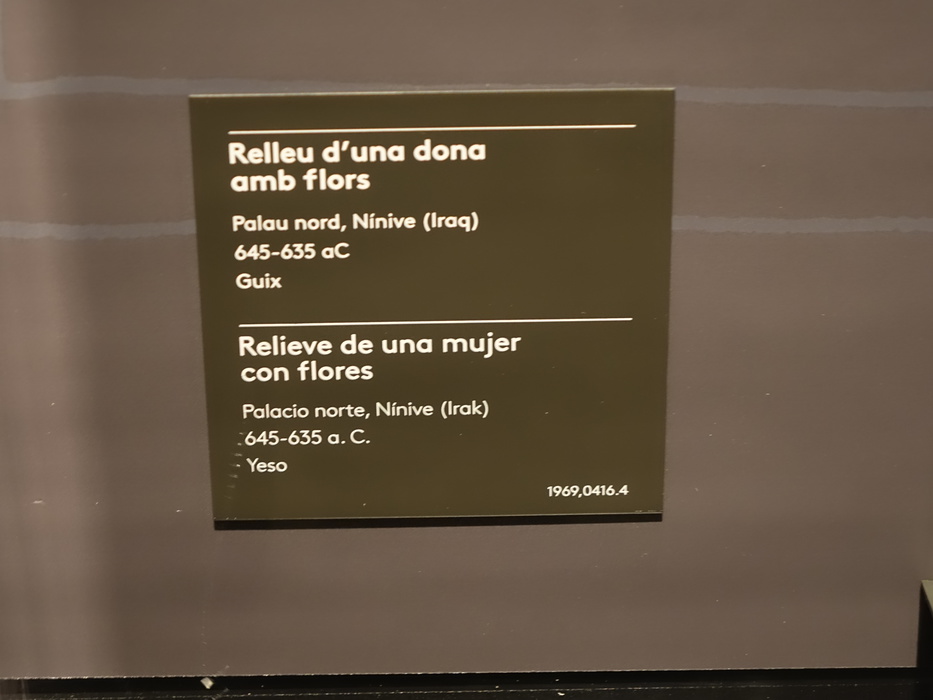 Relleu d’una dona
amb flors
Palau nord, Nínive (Iraq)
645-635 aC
Guix
Relieve de una mujer
con flores
Palacio norte, Nínive (Irak)
645-635 a. C.
Yeso
1969,0416.4